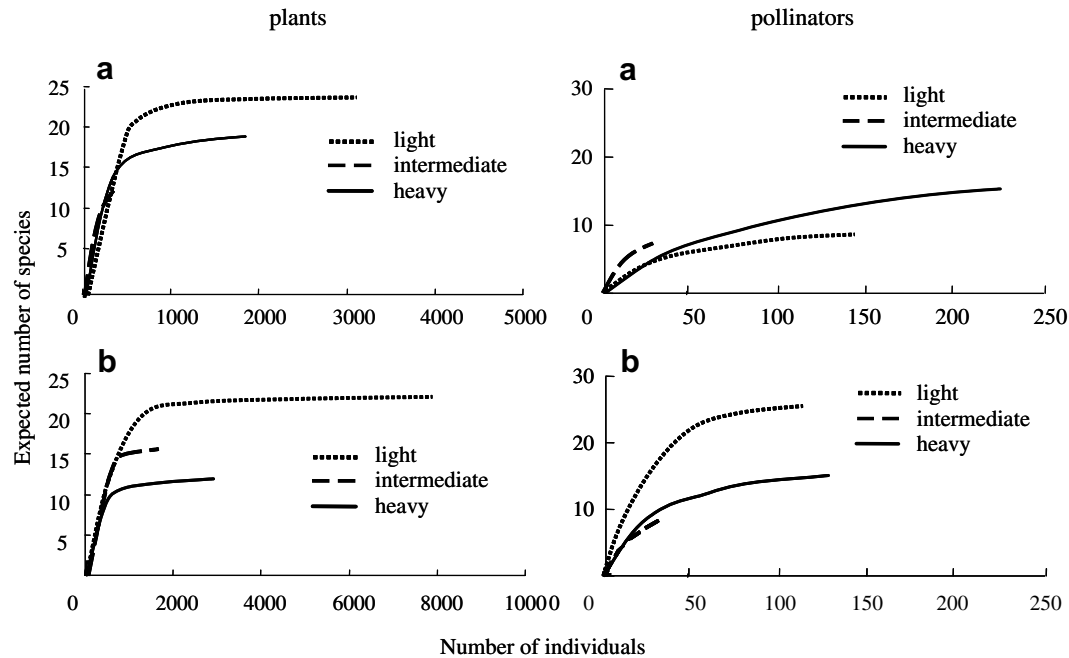 plants
pollinators
Expected number of species
a
25
20
15
10
5
0 1000 2000 3000 4000 5000
light
intermediate
heavy
a
30
20
10
0 50 100 150 200 250
light
intermediate
heavy
b
25
20
15
10
5
0 2000 4000 6000 8000 10000
light
intermediate
heavy
b
30
20
10
0 50 100 150 200 250
light
intermediate
heavy
Number of individuals